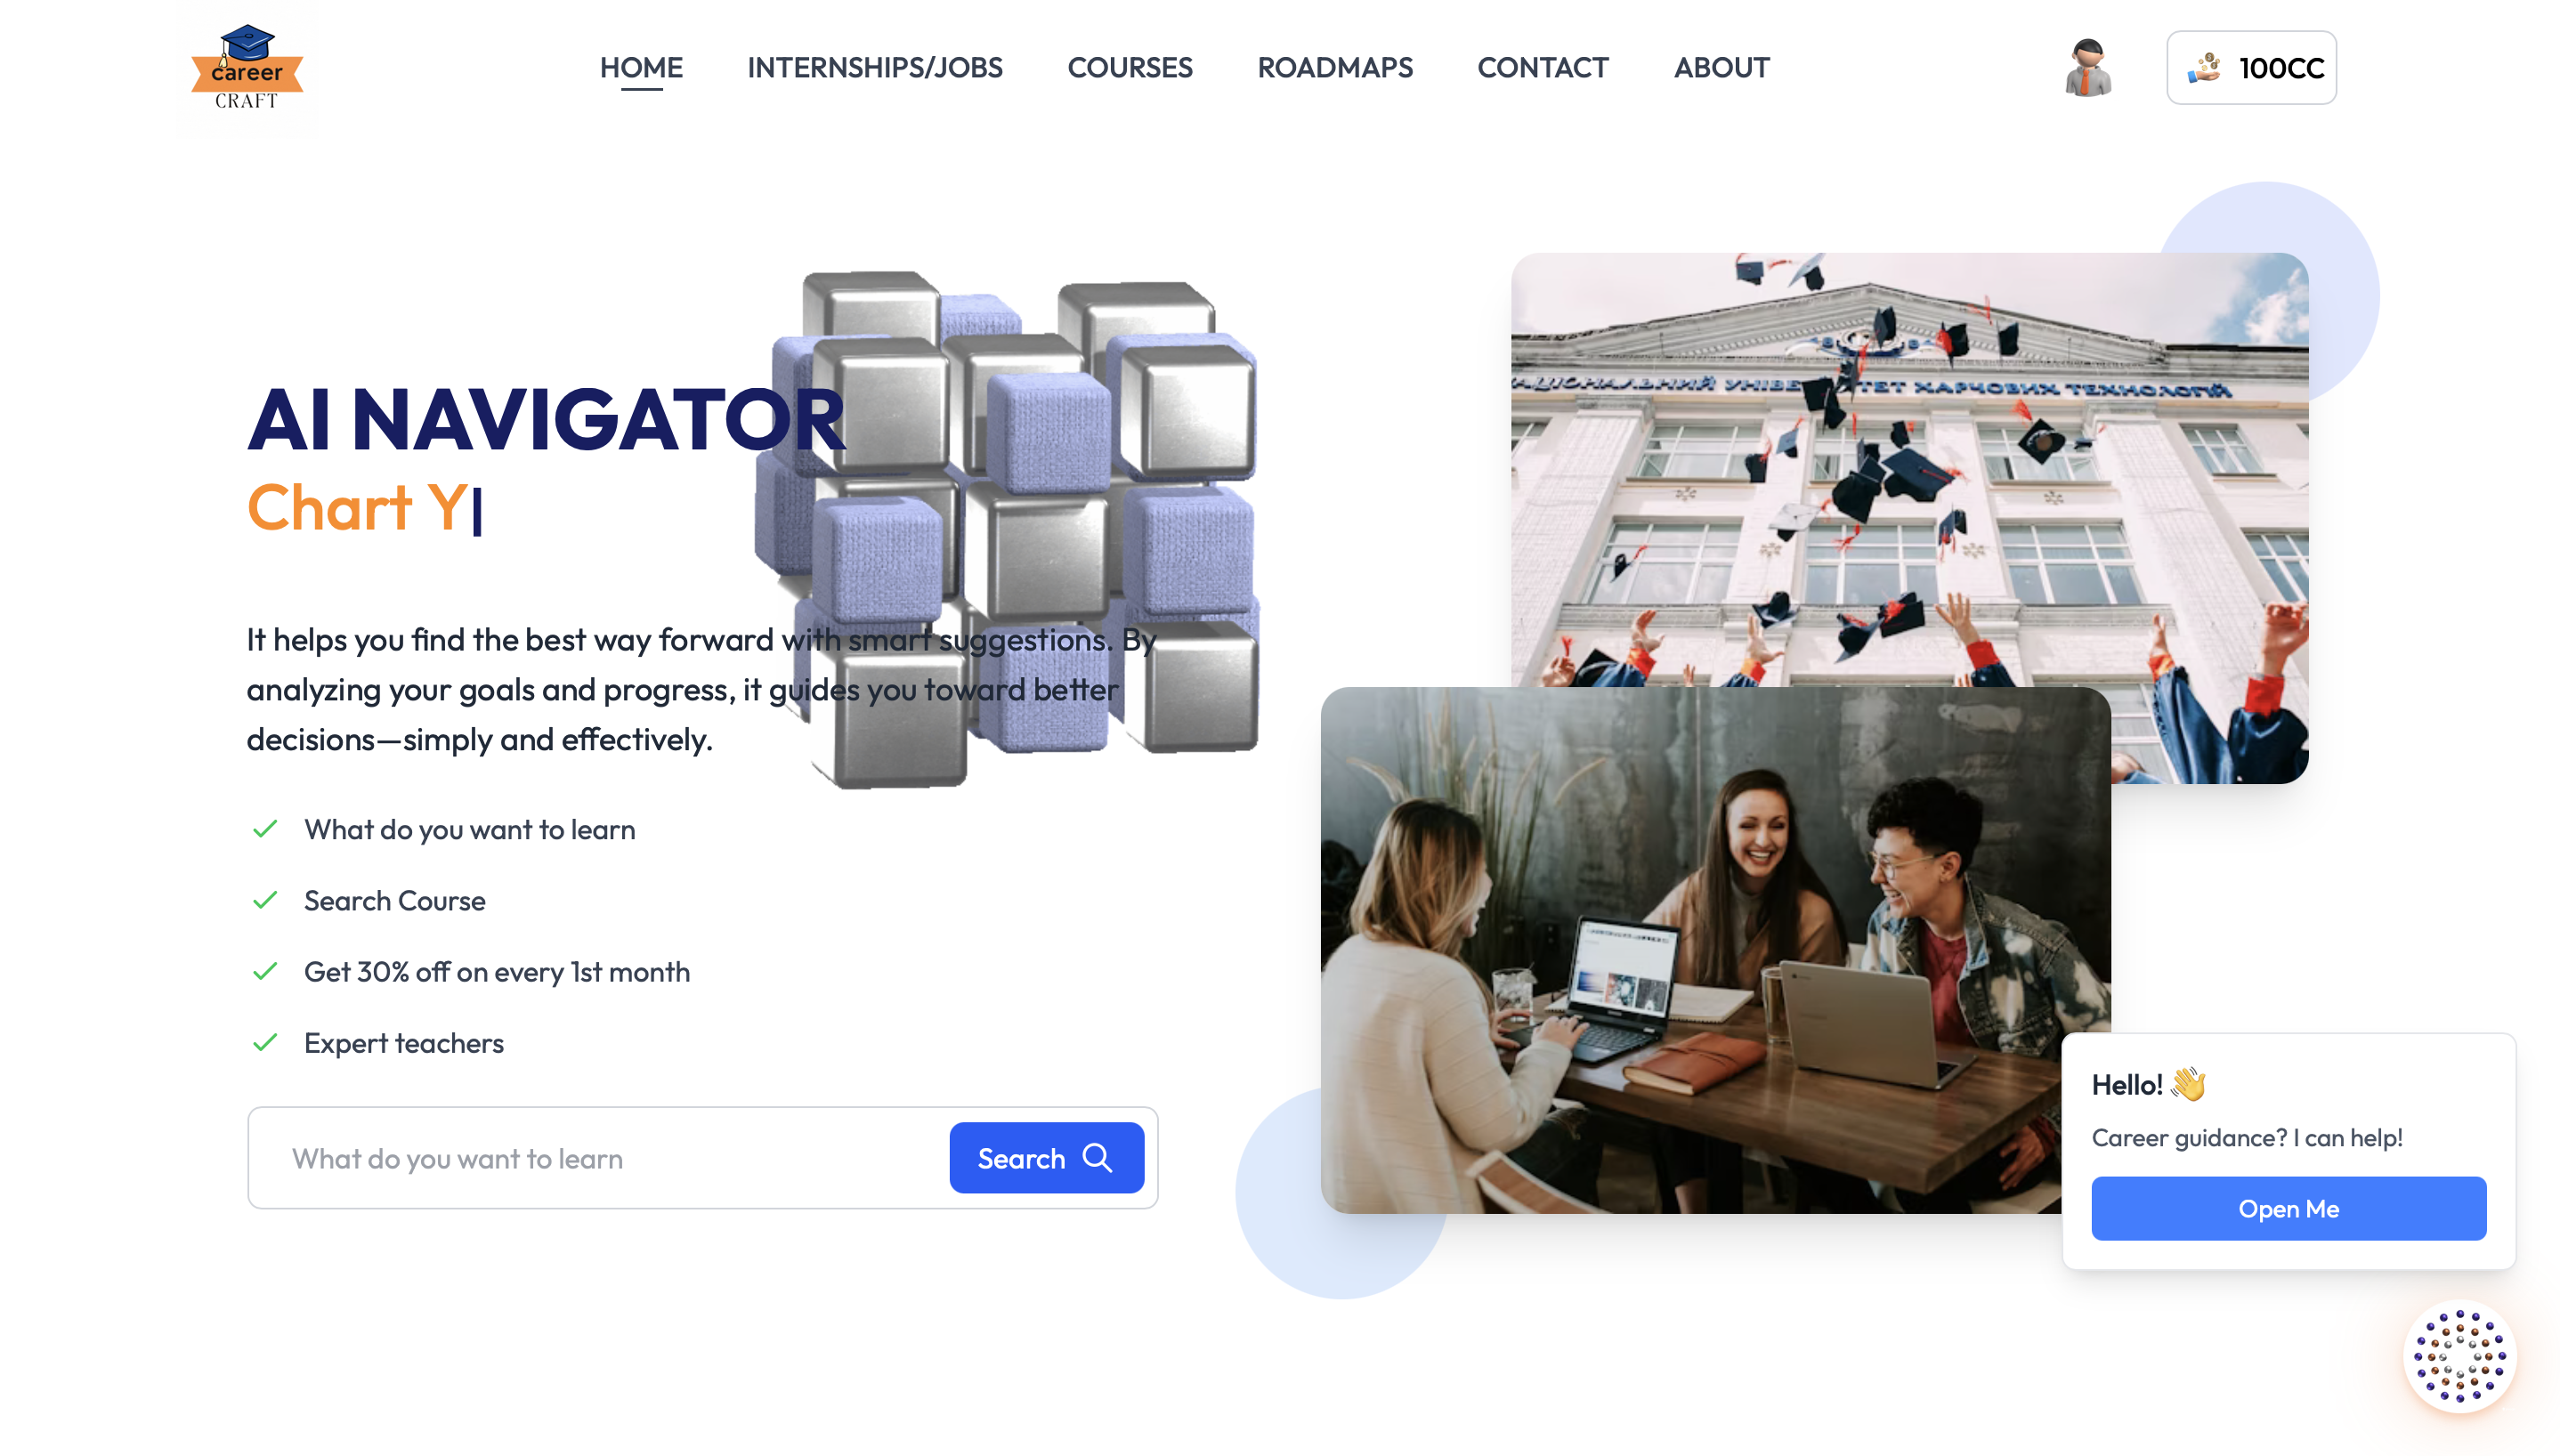 career
CRAFT
HOME
INTERNSHIPS/JOBS
COURSES
ROADMAPS
CONTACT
ABOUT
100CC
AI NAVIGATOR
Chart Y
It helps you find the best way forward with smart suggestions. By
analyzing your goals and progress, it guides you toward better
decisions—simply and effectively.
What do you want to learn
Search Course
Get 30% off on every 1st month
Expert teachers
What do you want to learn
Search
ХАРЧОВИХ ТЕХНОЛОГІЙ
Hello! 👋
Career guidance? I can help!
Open Me